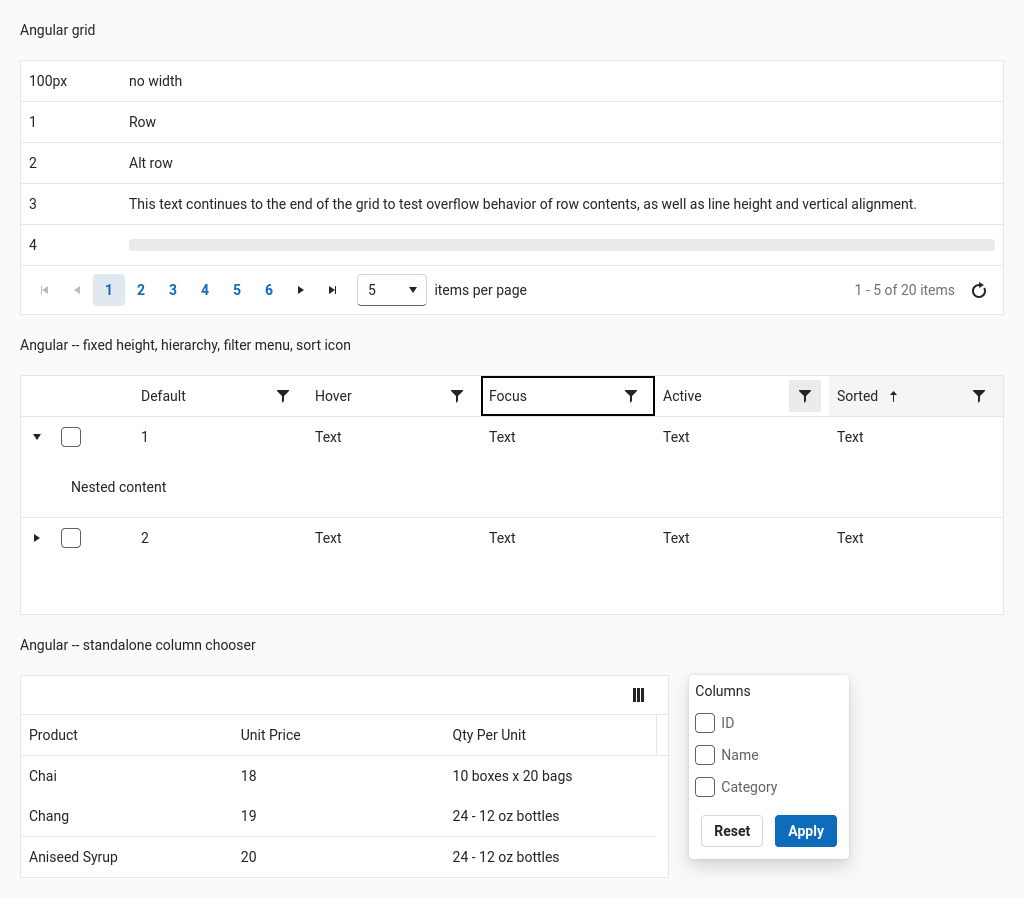 Angular grid
100px no width
1 Row
2 Alt row
3 This text continues to the end of the grid to test overflow behavior of row contents, as well as line height and vertical alignment.
4
1 2 3 4 5 6 5 items per page 1 - 5 of 20 items
Angular -- fixed height, hierarchy, filter menu, sort icon
Default Hover Focus Active Sorted
1 Text Text Text Text
Nested content
2 Text Text Text Text
Angular -- standalone column chooser
Product Unit Price Qty Per Unit
Chai 18 10 boxes x 20 bags
Chang 19 24 - 12 oz bottles
Aniseed Syrup 20 24 - 12 oz bottles
Columns
ID
Name
Category
Reset Apply